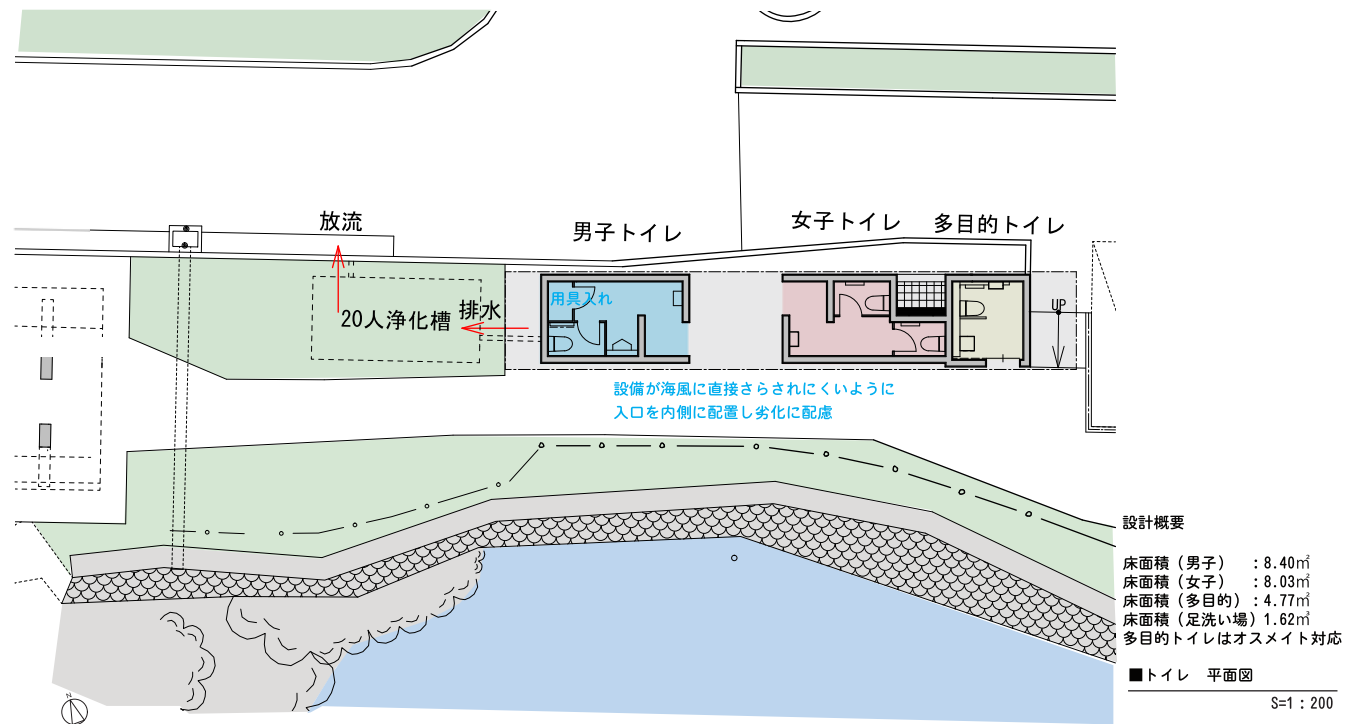 放流
男子トイレ
女子トイレ
多目的トイレ
用具入れ
UP
20人浄化槽
排水
設備が海風に直接さらされにくいように
入口を内側に配置し劣化に配慮
設計概要
床面積（男子）　：8.40㎡
床面積（女子）　：8.03㎡
床面積（多目的）：4.77㎡
床面積（足洗い場）1.62㎡
多目的トイレはオスメイト対応
■トイレ　平面図
S=1：200
N